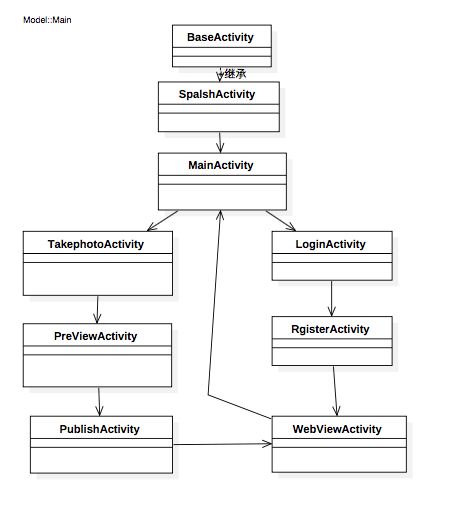 Model::Main
BaseActivity
+继承
SpalshActivity
MainActivity
TakephotoActivity
LoginActivity
PreViewActivity
RgisterActivity
PublishActivity
WebViewActivity